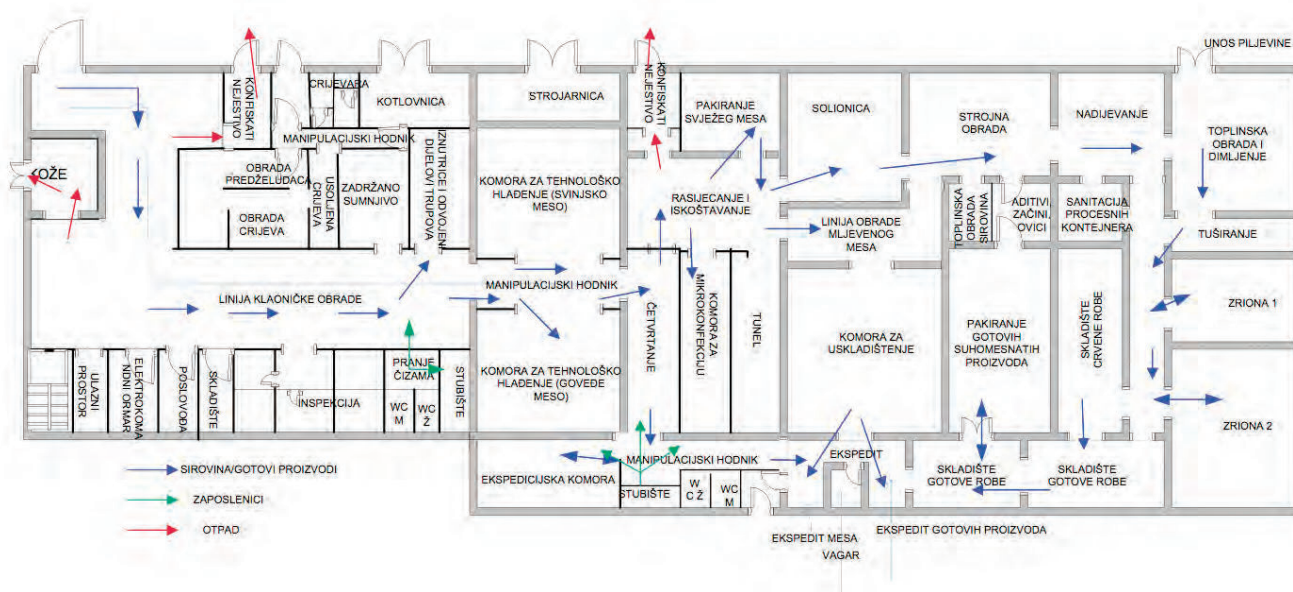 UNOS PILJEVINE
KONFISKATI
NEJESTIVO
CRIJEVARA
KOTLOVNICA
STROJARNICA
KONFISKATI
NEJESTIVO
PAKIRANJE
SVJEŽEG MESA
SOLIONICA
STROJNA
OBRADA
NADIJEVANJE
TOPLINSKA
OBRADA I
DIMLJENJE
MANIPULACIJSKI HODNIK
KOŽE
OBRADA
PREDŽELUDACA
OBRADA
CRIJEVA
USOLJENA
CRIJEVA
ZADRŽANO
SUMNJIVO
IZNUTRICE I ODVOJENI
DIJELOVI TRUPOVA
KOMORA ZA TEHNOLOŠKO
HLAĐENJE (SVINJSKO
MESO)
RASIJECANJE I
IŠKOŠTAVANJE
LINIJA OBRADE
MLJEVENOG
MESA
TOPLINSKA
OBRADA
SIROVINA
ADITIVI,
ZAČINI,
OVICI
SANITACIJA
PROCESNIH
KONTEJNERA
TUŠIRANJE
LINIJA KLAONIČKE OBRADE
MANIPULACIJSKI HODNIK
ČETVRTANJE
KOMORA ZA
MIKROKONFEKCIJU
TUNEL
KOMORA ZA
USKLADIŠTENJE
PAKIRANJE
GOTOVIH
SUHOMESNATIH
PROIZVODA
SKLADIŠTE
CRVENE ROBE
ZRIONA 1
ULAZNI
PROSTOR
ELEKTROKOMA
NDNI ORMAR
POSLOVOĐA
SKLADIŠTE
INSPEKCIJA
PRANJE
ČIZAMA
WC
M
WC
Ž
STUBIŠTE
KOMORA ZA TEHNOLOŠKO
HLAĐENJE (GOVEĐE
MESO)
ZRIONA 2
SIROVINA/GOTOVI PROIZVODI
ZAPOSLENICI
OTPAD
EKSPEDICIJSKA KOMORA
MANIPULACIJSKI HODNIK
STUBIŠTE
W
C Ž
WC
M
EKSPEDIT
SKLADIŠTE
GOTOVE ROBE
SKLADIŠTE
GOTOVE ROBE
EKSPEDIT MESA
VAGAR
EKSPEDIT GOTOVIH PROIZVODA